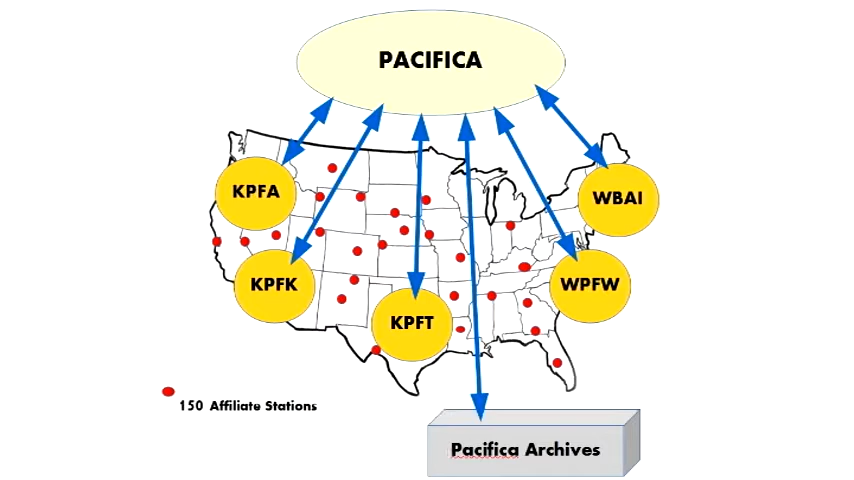 PACIFICA
KPFA
WBAI
KPFK
WPFW
KPFT
150 Affiliate Stations
Pacifica Archives